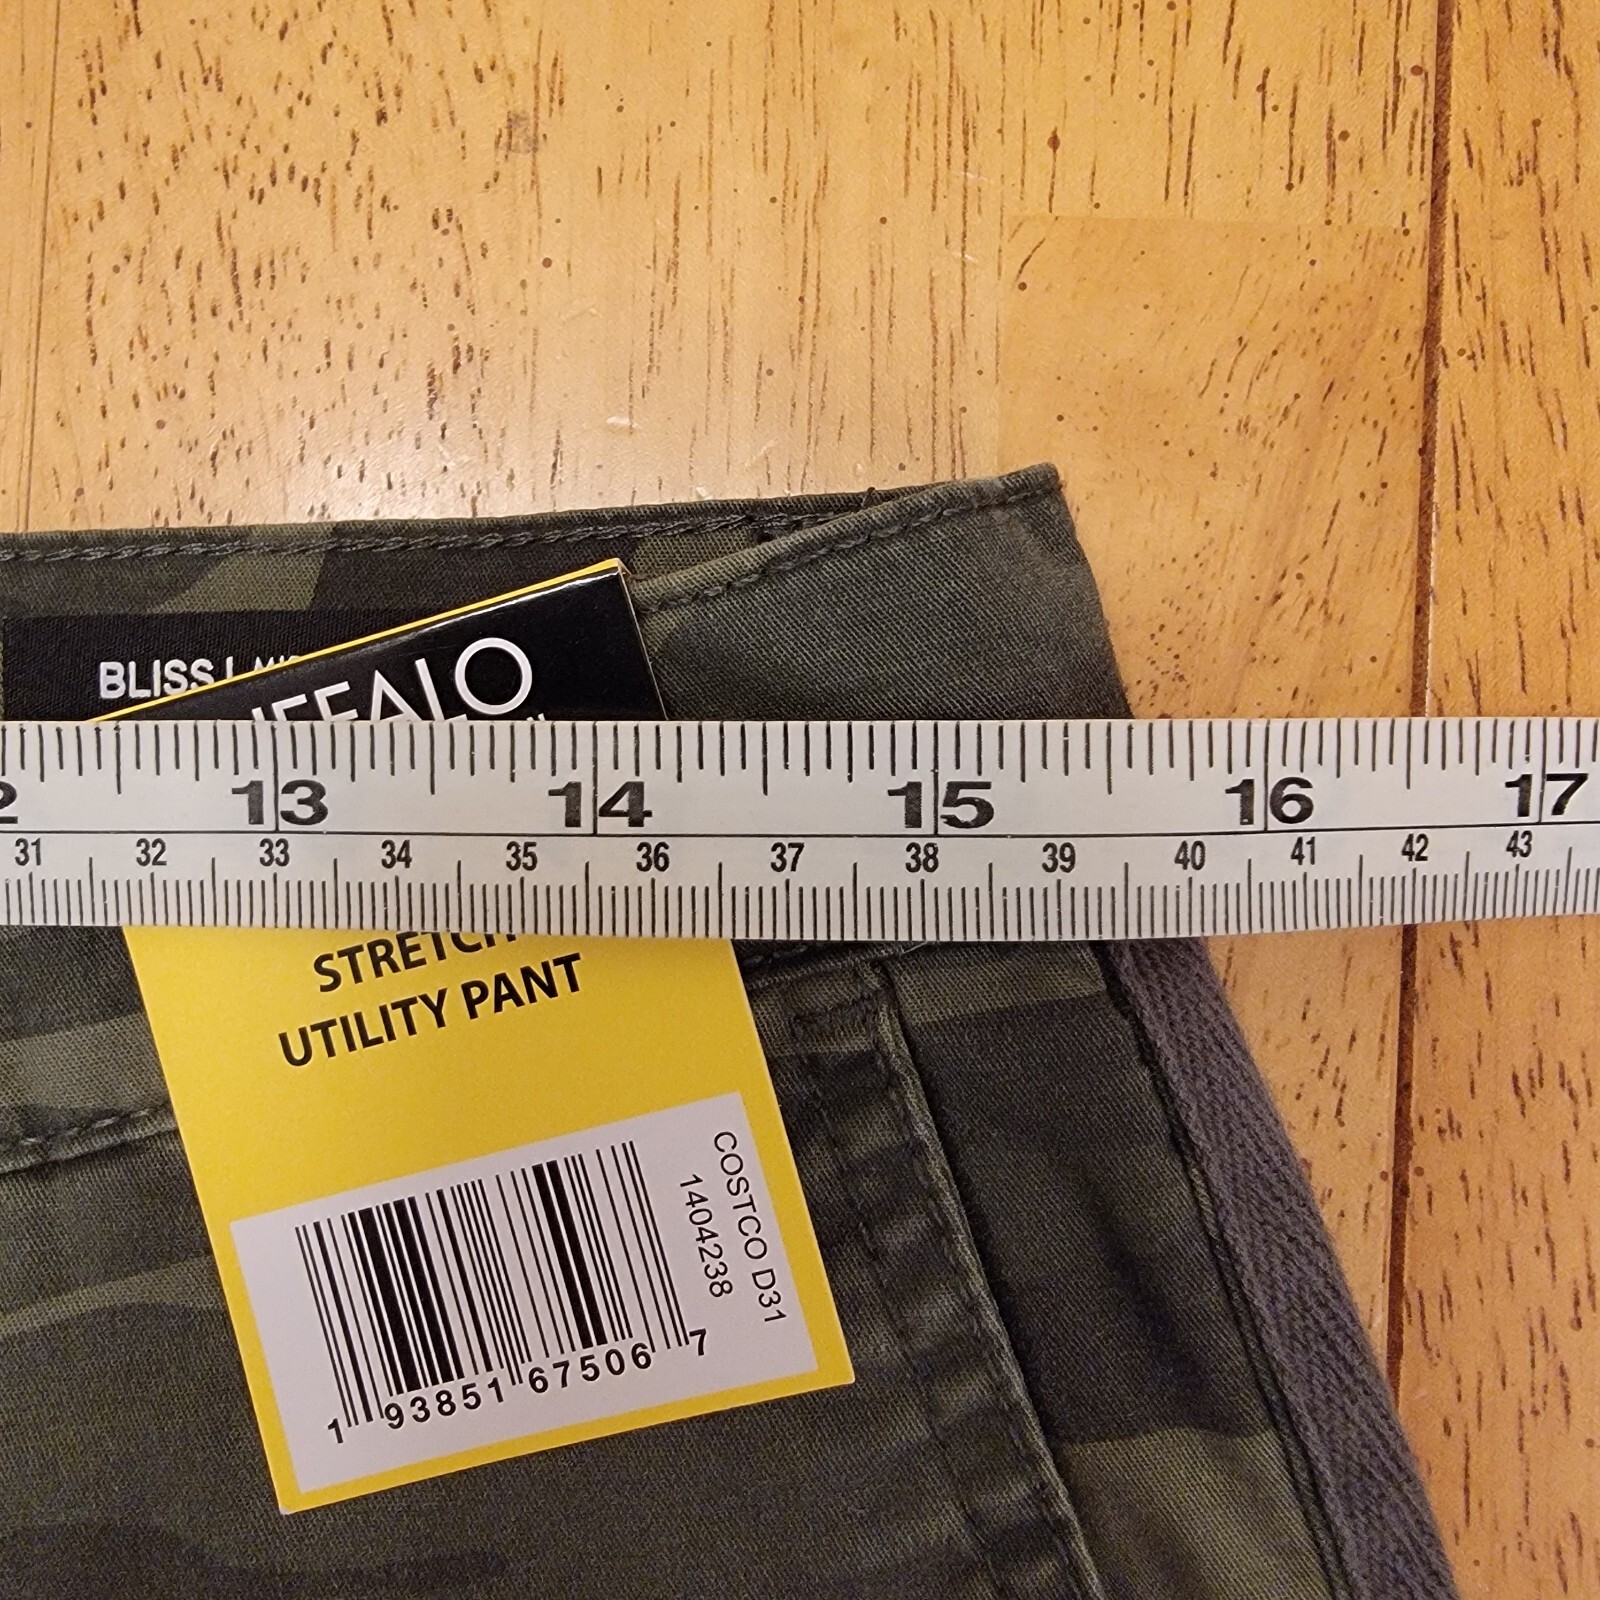 BLISS
BUFFALO
2 13 14 15 16 17
31 32 33 34 35 36 37 38 39 40 41 42 43
STRETCH
UTILITY PANT
COSTCO D31
1404238
1 93851 67506 7